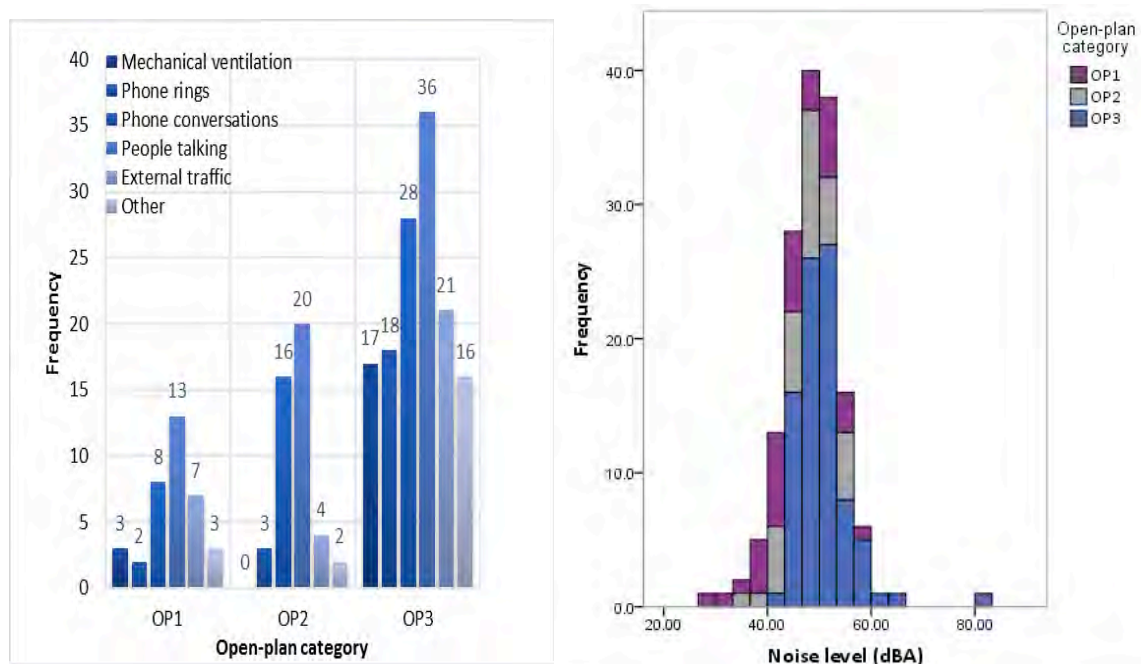 40
35
30
25
20
15
10
5
0
Frequency
Mechanical ventilation
Phone rings
Phone conversations
People talking
External traffic
Other
3
2
8
13
7
3
0
3
16
20
4
2
17
18
28
36
21
16
OP1
OP2
OP3
Open-plan category
40.0
30.0
20.0
10.0
0.0
Frequency
20.00
40.00
60.00
80.00
Noise level (dBA)
Open-plan
category
OP1
OP2
OP3